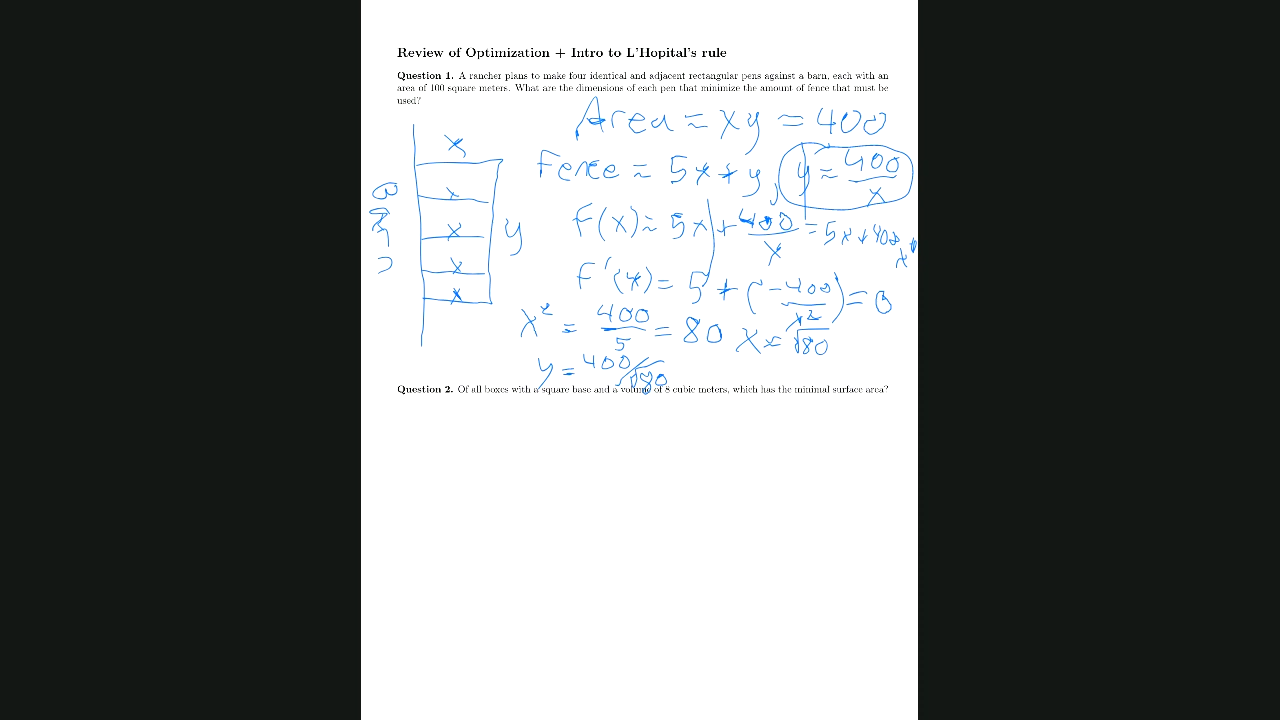 Review of Optimization + Intro to L'Hopital's rule
Question 1. A rancher plans to make four identical and adjacent rectangular pens against a barn, each with an
area of 100 square meters. What are the dimensions of each pen that minimize the amount of fence that must be
used?
Area = xy = 400
x
Fence = 5x + y, y = 400/x
Barn
x
F(x) = 5x + 400/x = 5x + 400x
x
y
x
F'(x) = 5 + (-400/x²) = 0
x
x² = 400/5 = 80 x = √80
y = 400/√80
Question 2. Of all boxes with a square base and a volume of 8 cubic meters, which has the minimal surface area?